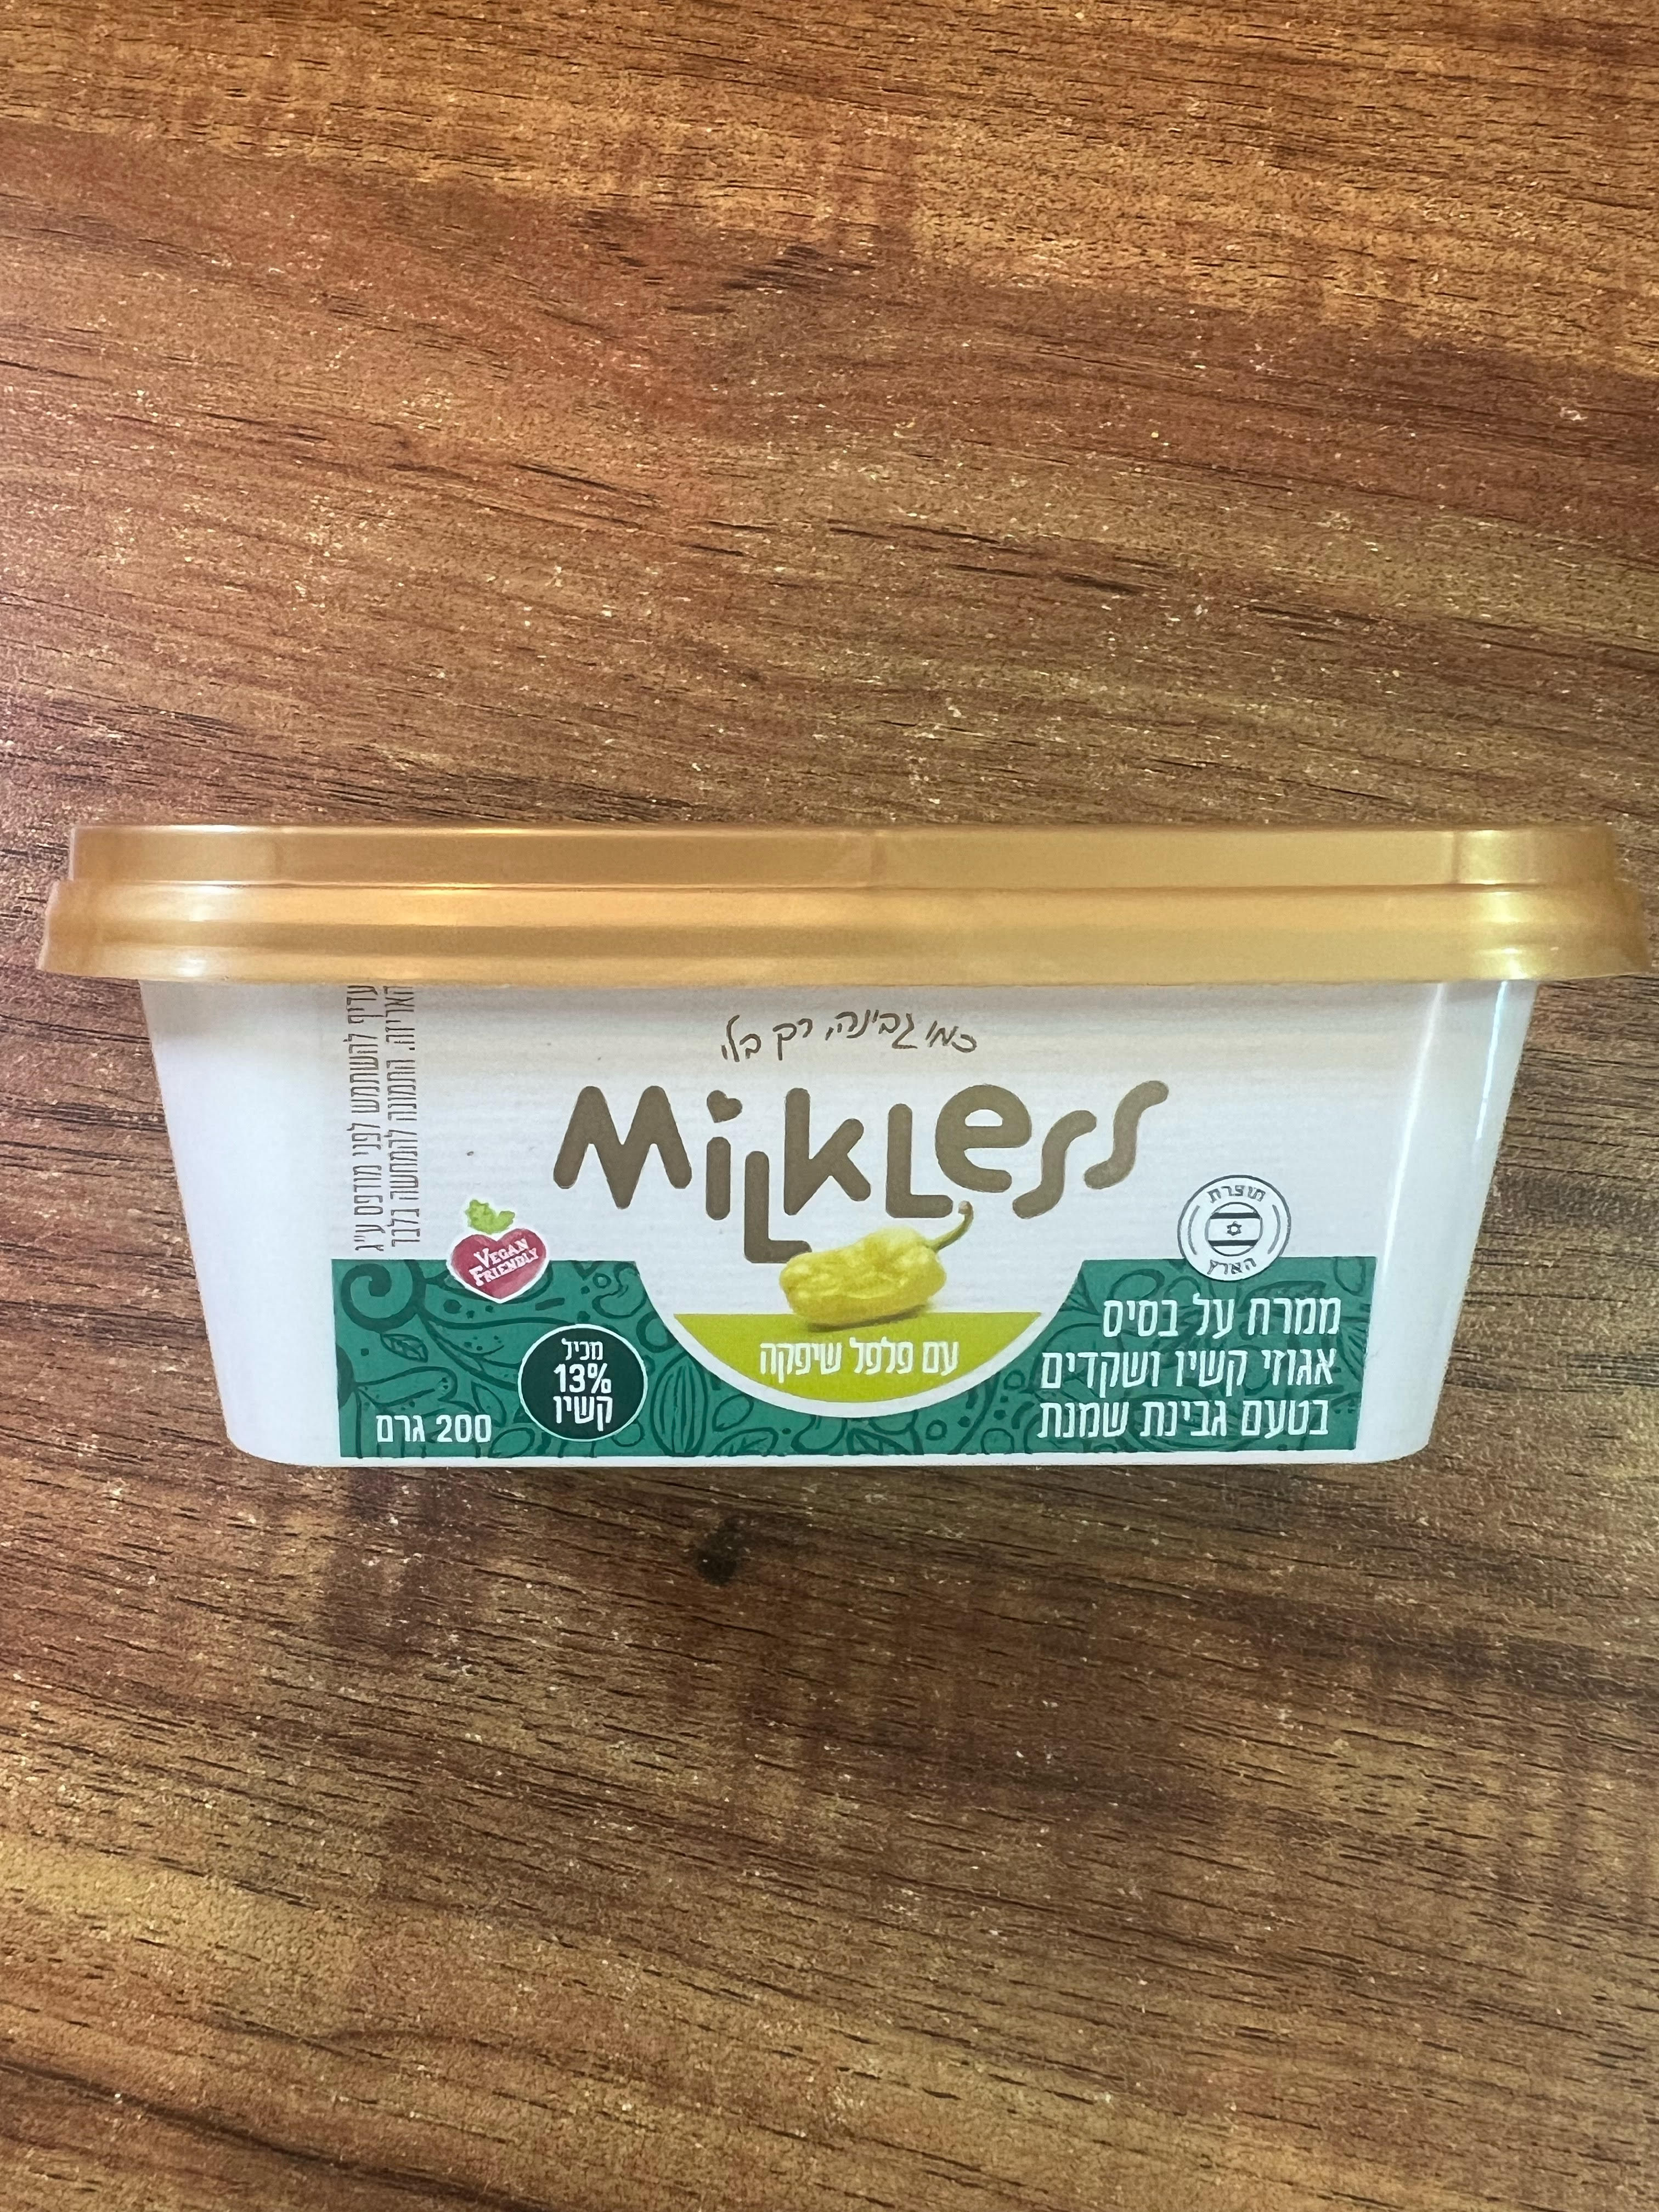 כמו גבינה, רק בלי
MilkLess
VEGAN
FRIENDLY
תוצרת
הארץ
עם פלפל שיפקה
ממרח על בסיס
אגוזי קשיו ושקדים
בטעם גבינת שמנת
מכיל
13%
קשיו
200 גרם
עדיף להשתמש לפני מודפס ע"ג
האריזה. התמונה להמחשה בלבד